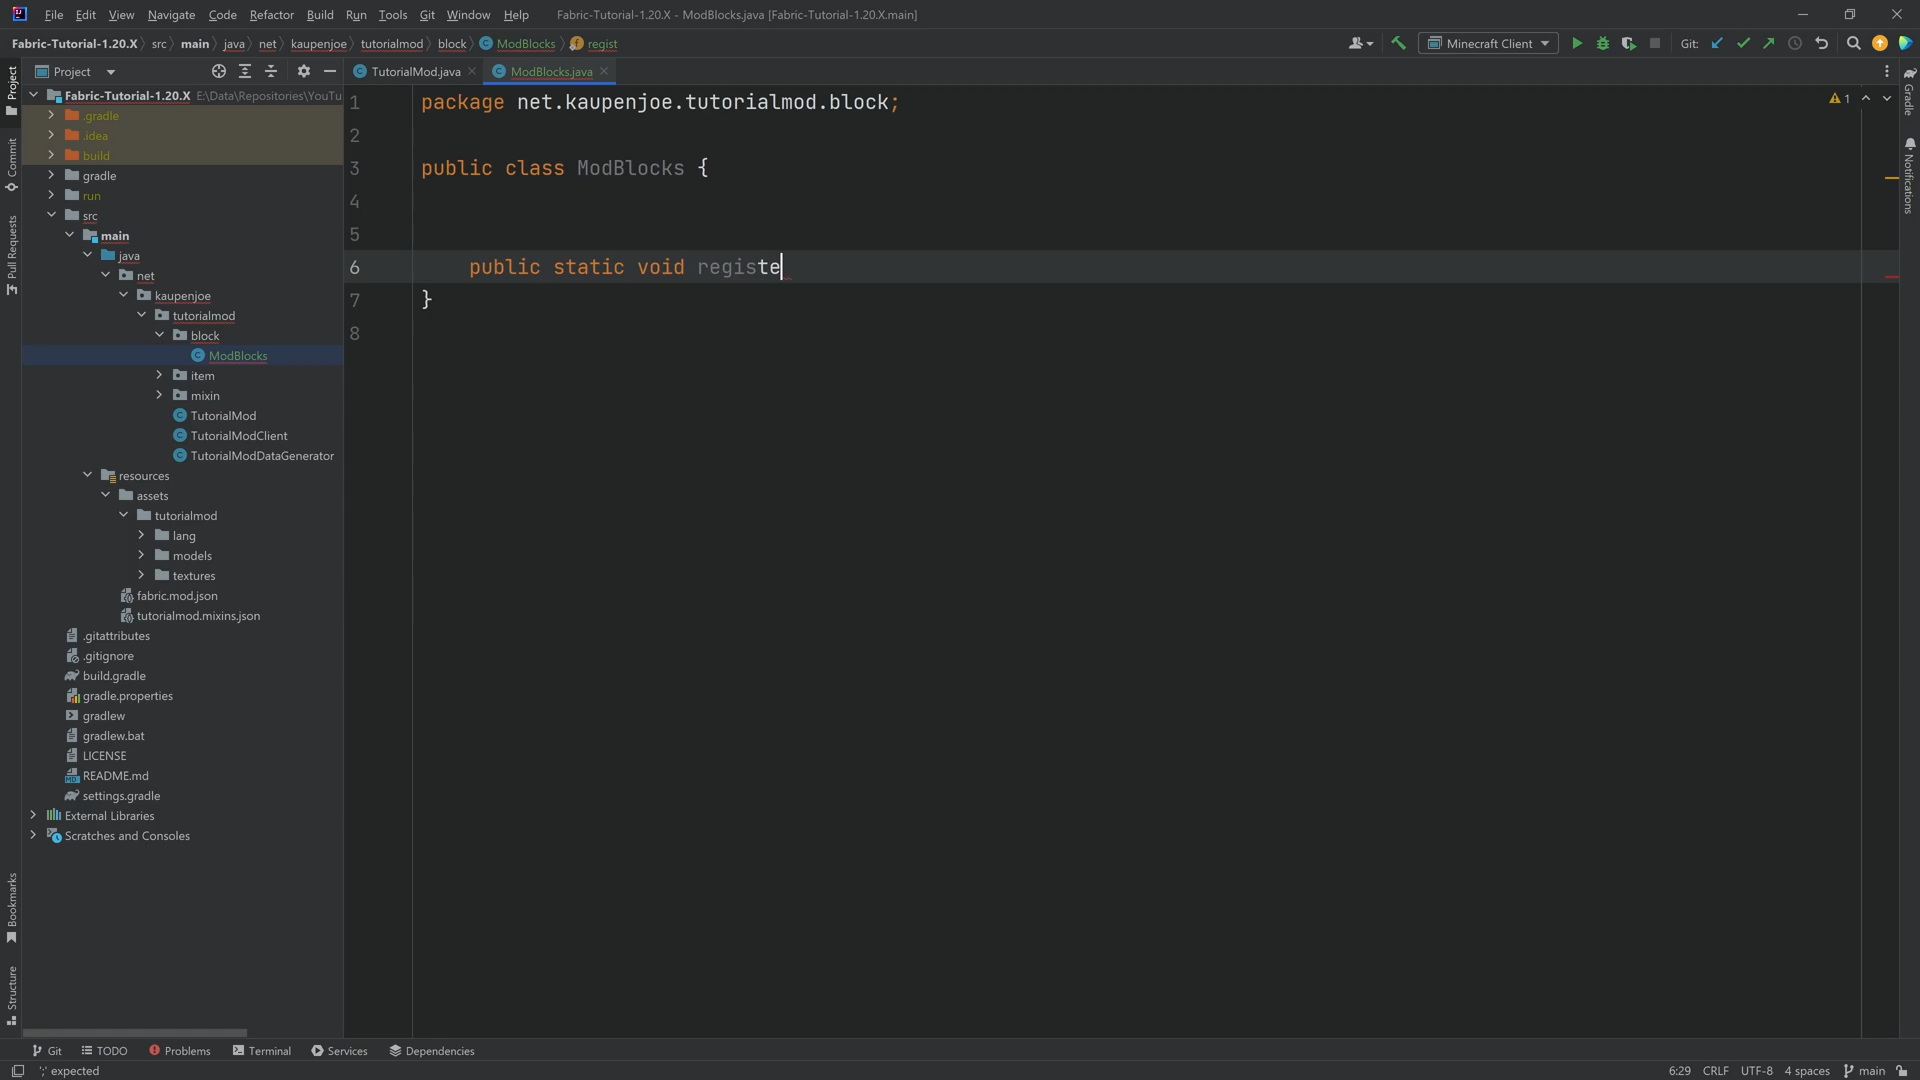 File Edit View Navigate Code Refactor Build Run Tools Git Window Help Fabric-Tutorial-1.20.X - ModBlocks.java [Fabric-Tutorial-1.20.X.main]
Fabric-Tutorial-1.20.X src main java net kaupenjoe tutorialmod block ModBlocks regist Minecraft Client Git:
Project TutorialMod.java ModBlocks.java
Project
Commit
Pull Requests
Bookmarks
Structure
Fabric-Tutorial-1.20.X E:\Data\Repositories\YouTu
.gradle
.idea
build
gradle
run
src
main
java
net
kaupenjoe
tutorialmod
block
ModBlocks
item
mixin
TutorialMod
TutorialModClient
TutorialModDataGenerator
resources
assets
tutorialmod
lang
models
textures
fabric.mod.json
tutorialmod.mixins.json
.gitattributes
.gitignore
build.gradle
gradle.properties
gradlew
gradlew.bat
LICENSE
README.md
settings.gradle
External Libraries
Scratches and Consoles
1 package net.kaupenjoe.tutorialmod.block;
2
3 public class ModBlocks {
4
5
6 public static void registe
7 }
8
1
Gradle
Notifications
Git TODO Problems Terminal Services Dependencies
';' expected 6:29 CRLF UTF-8 4 spaces main